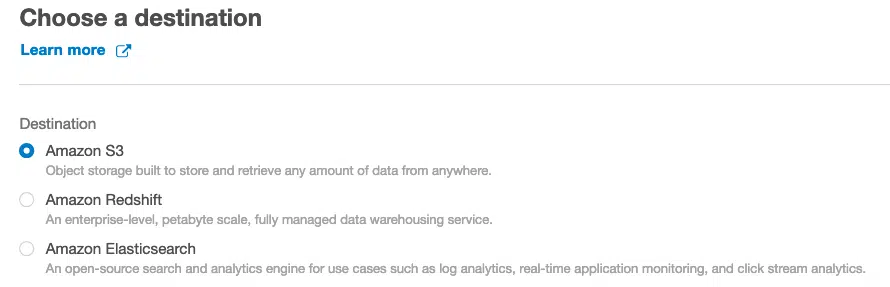 Choose a destination
Learn more
Destination
Amazon S3
Object storage built to store and retrieve any amount of data from anywhere.
Amazon Redshift
An enterprise-level, petabyte scale, fully managed data warehousing service.
Amazon Elasticsearch
An open-source search and analytics engine for use cases such as log analytics, real-time application monitoring, and click stream analytics.